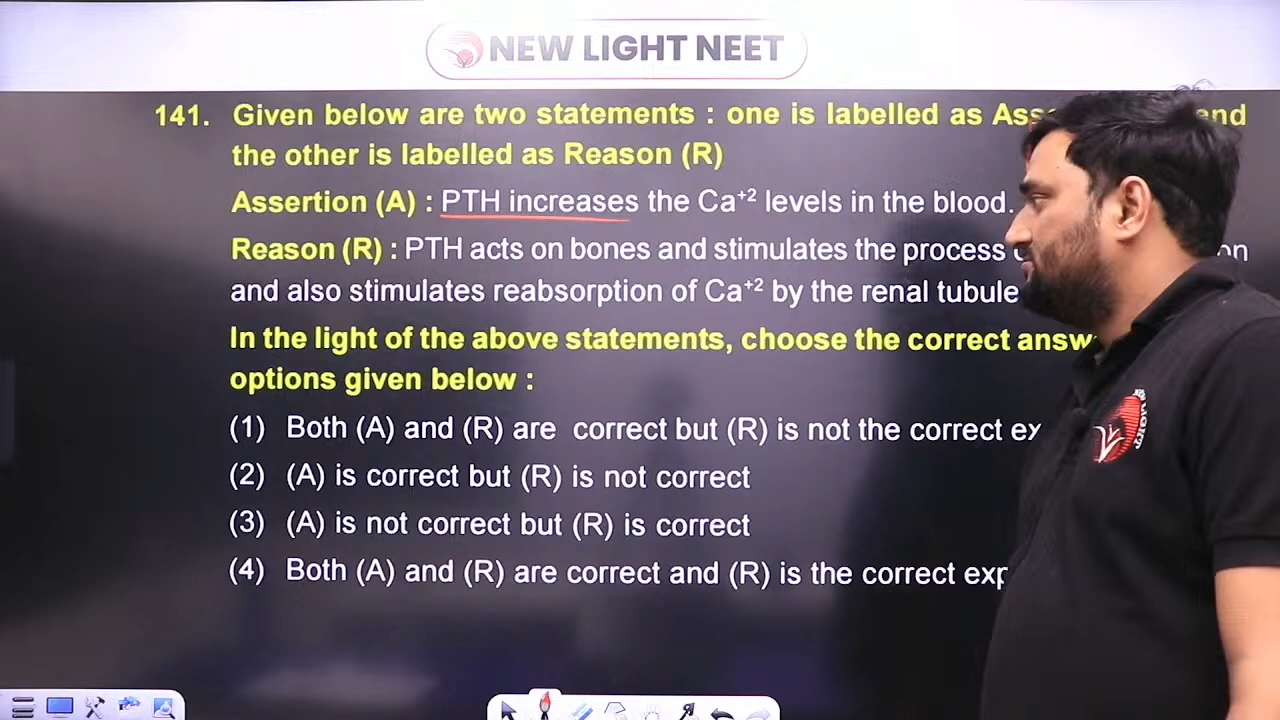 NEW LIGHT NEET
141. Given below are two statements : one is labelled as and
the other is labelled as Reason (R)
Assertion (A) : PTH increases the Ca⁺² levels in the blood.
Reason (R) : PTH acts on bones and stimulates the process
and also stimulates reabsorption of Ca⁺² by the renal tubule
In the light of the above statements, choose the correct
options given below :
(1) Both (A) and (R) are correct but (R) is not the correct
(2) (A) is correct but (R) is not correct
(3) (A) is not correct but (R) is correct
(4) Both (A) and (R) are correct and (R) is the correct